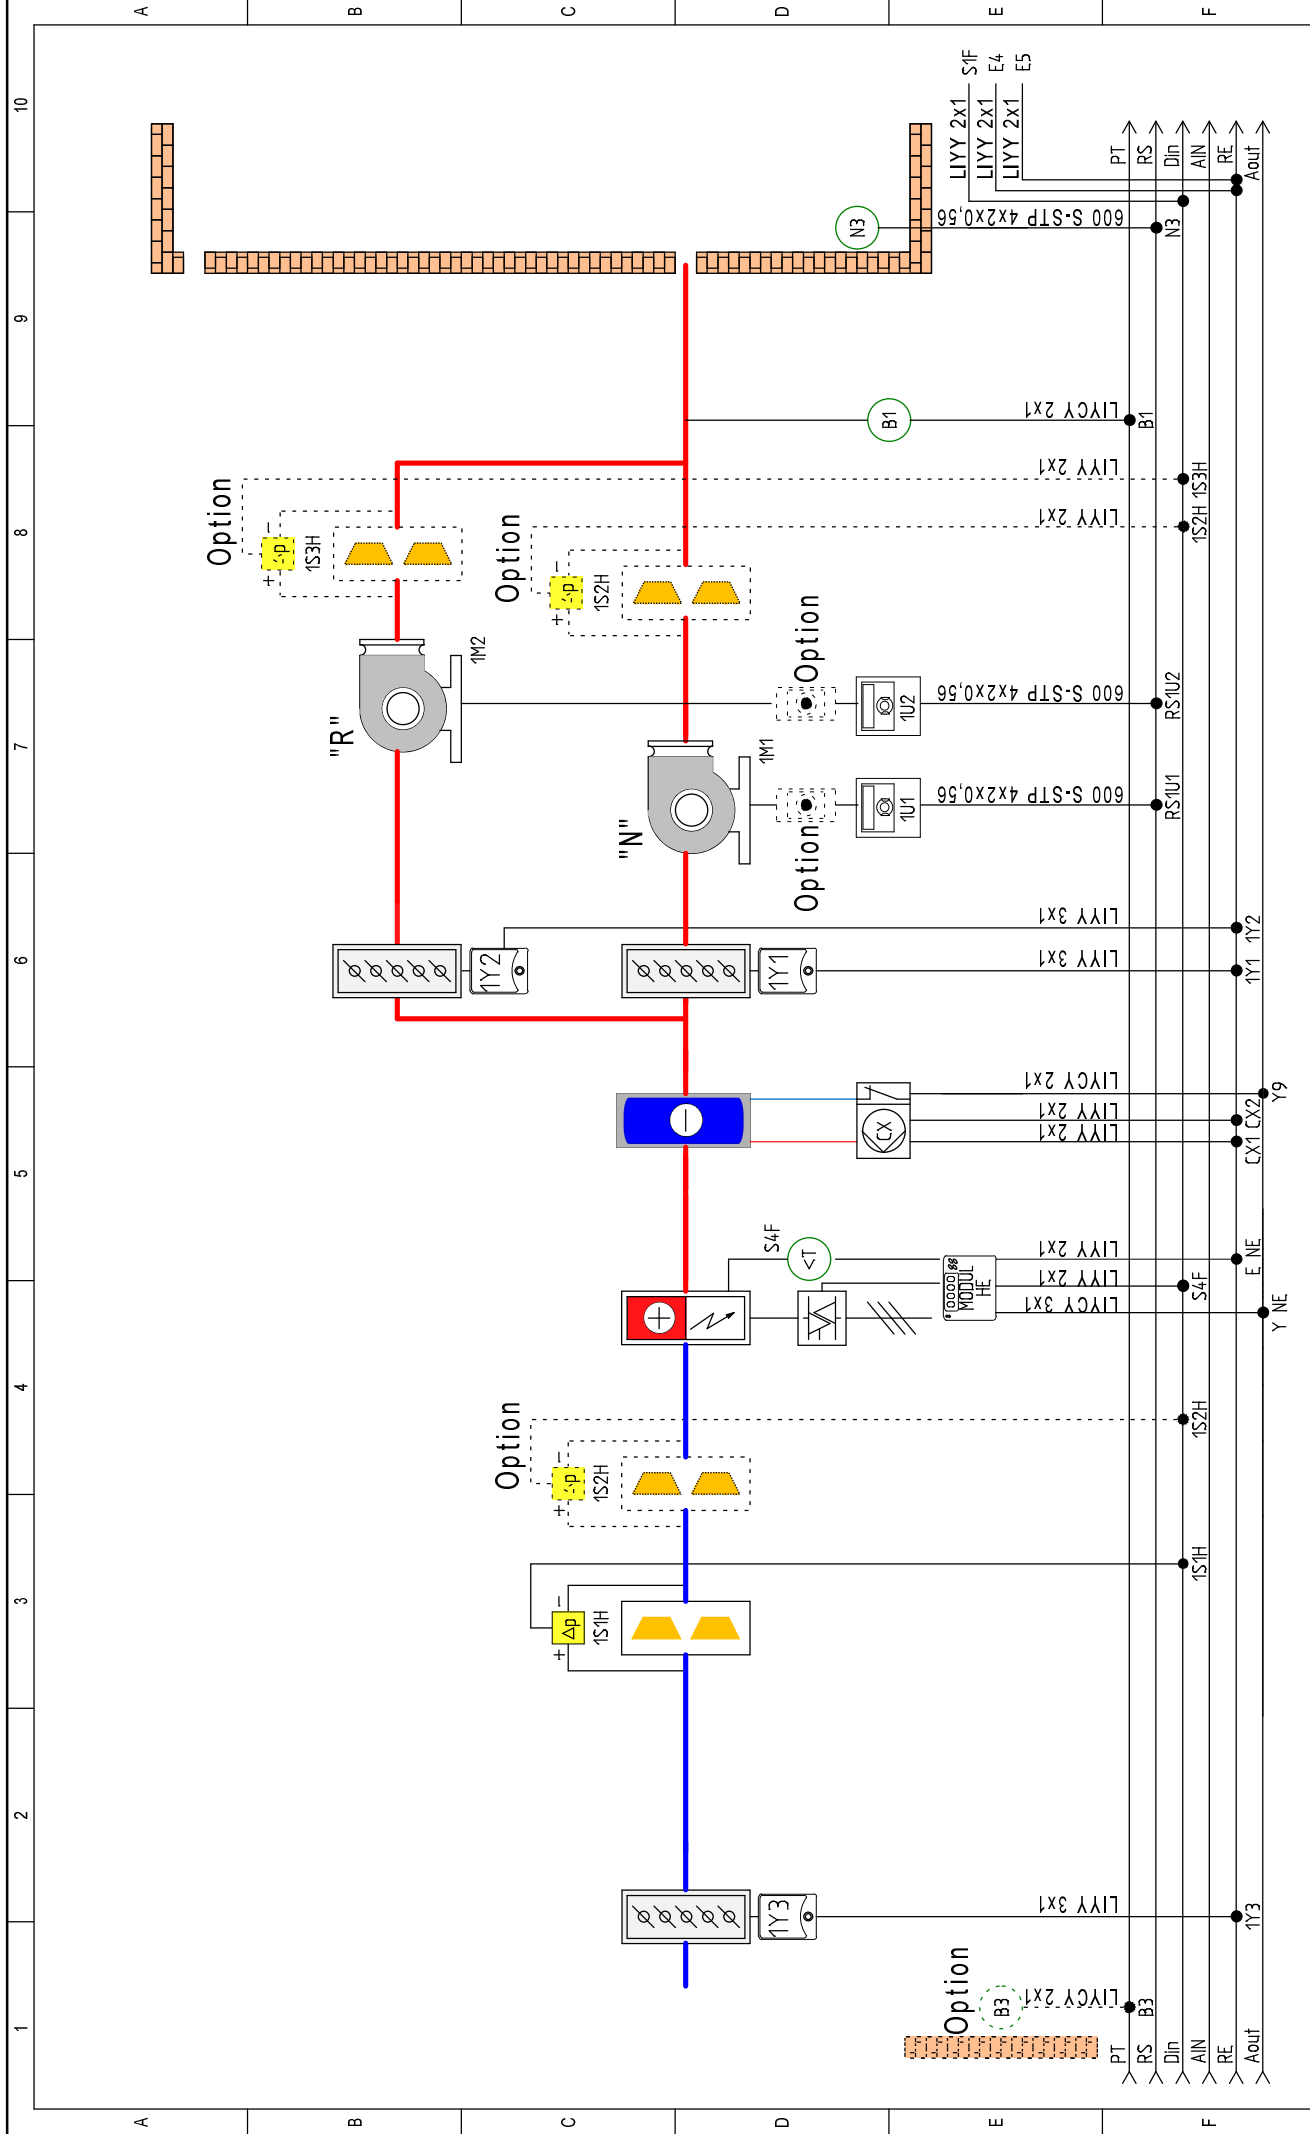 A
B
C
D
E
F
1
2
3
4
5
6
7
8
9
10
A
B
C
D
E
F
Option
+
-
1S3H
"R"
1M2
1Y2
Option
+
-
1S2H
"N"
1M1
1Y1
Option
+
-
1S2H
+
Δp
-
1S1H
1Y3
S4F
<T
CX
MODUL
HE
Option
1U1
Option
1U2
B1
N3
Option
B3
LIYCY 2x1
LIYY 3x1
LIYCY 3x1
LIYY 2x1
LIYY 2x1
LIYY 2x1
LIYY 2x1
LIYCY 2x1
LIYY 3x1
LIYY 3x1
600 S-STP 4x2x0,56
600 S-STP 4x2x0,56
LIYY 2x1
LIYY 2x1
LIYCY 2x1
600 S-STP 4x2x0,56
LIYY 2x1 S1F
LIYY 2x1 E4
LIYY 2x1 E5
PT
RS
Din
AIN
RE
Aout
B3
1Y3
1S1H
1S2H
Y NE
S4F
E NE
CX1
CX2
Y9
1Y1
1Y2
RS1U1
RS1U2
1S2H
1S3H
B1
N3
PT
RS
Din
AIN
RE
Aout